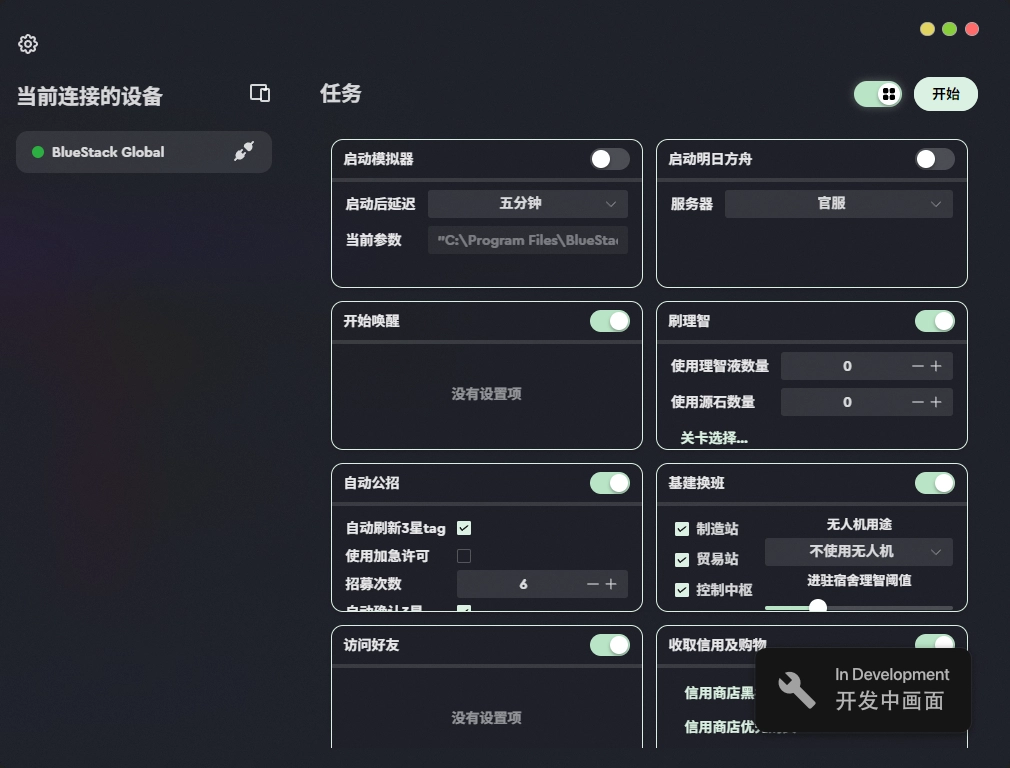 当前连接的设备
BlueStack Global
任务
开始
启动模拟器
启动后延迟
五分钟
当前参数
"C:\Program Files\BlueSta
启动明日方舟
服务器
官服
开始唤醒
没有设置项
刷理智
使用理智液数量
0
使用源石数量
0
关卡选择...
自动公招
自动刷新3星tag
使用加急许可
招募次数
6
自动确认3星
基建换班
制造站
贸易站
控制中枢
无人机用途
不使用无人机
进驻宿舍理智阈值
访问好友
没有设置项
收取信用及购物
信用商店黑
信用商店优
In Development
开发中画面